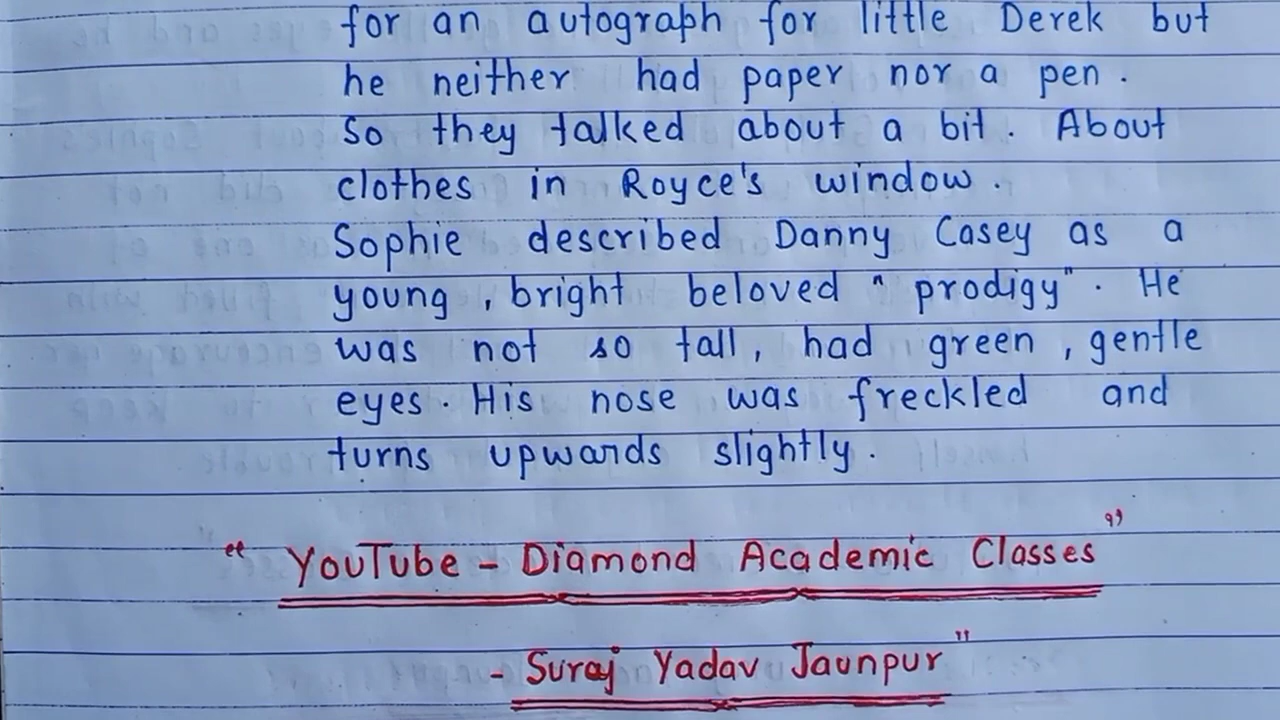 for an autograph for little Derek but
he neither had paper nor a pen.
So they talked about a bit. About
clothes in Royce's window.
Sophie described Danny Casey as a
young, bright beloved "prodigy". He
was not so tall, had green, gentle
eyes. His nose was freckled and
turns upwards slightly.
"YouTube - Diamond Academic Classes"
- Suraj Yadav Jaunpur"